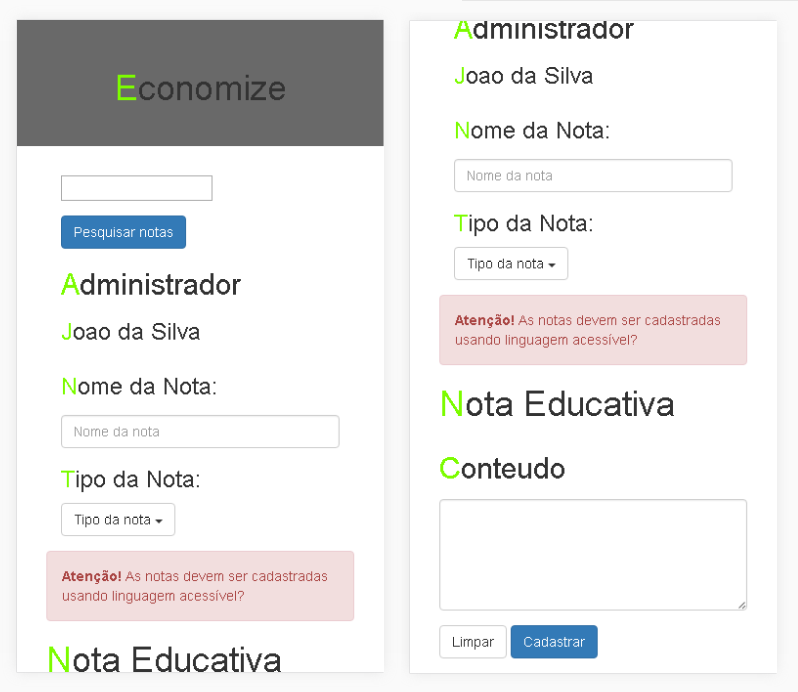 Economize
Pesquisar notas
Administrador
Joao da Silva
Nome da Nota:
Nome da nota
Tipo da Nota:
Tipo da nota
Atenção! As notas devem ser cadastradas
usando linguagem acessível?
Nota Educativa
Administrador
Joao da Silva
Nome da Nota:
Nome da nota
Tipo da Nota:
Tipo da nota
Atenção! As notas devem ser cadastradas
usando linguagem acessível?
Nota Educativa
Conteudo
Limpar Cadastrar